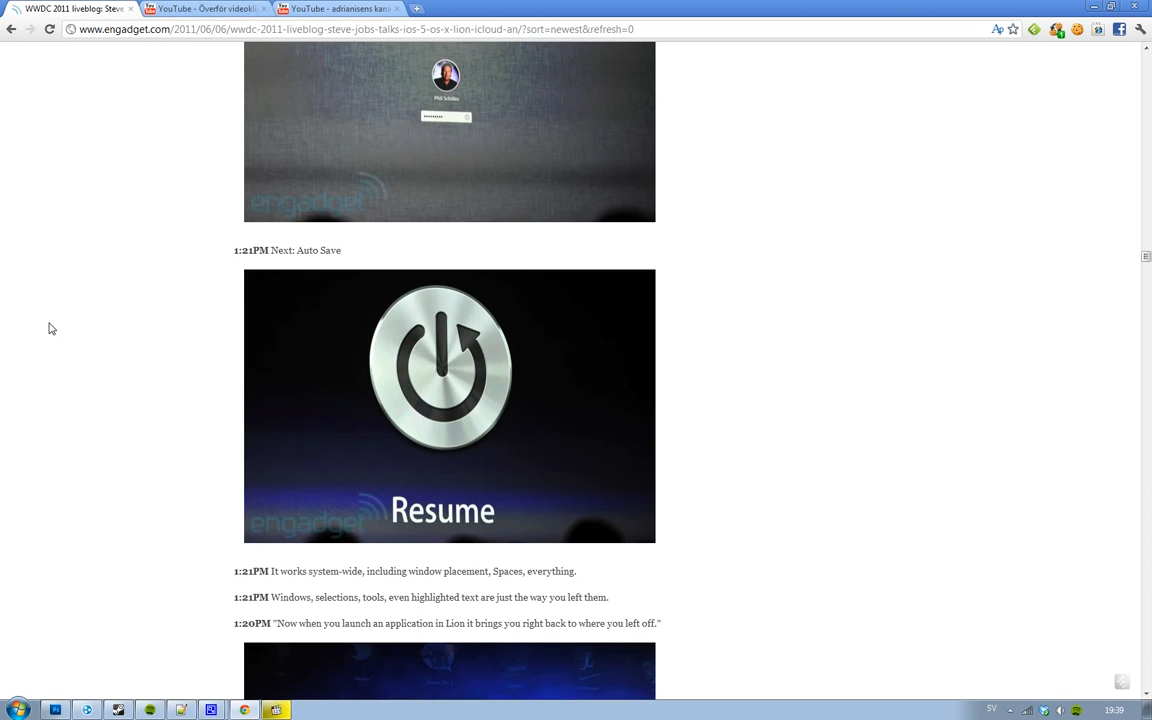 WWDC 2011 liveblog: Steve
YouTube - Överför videokli
YouTube - adrianisens kana
www.engadget.com/2011/06/06/wwdc-2011-liveblog-steve-jobs-talks-ios-5-os-x-lion-icloud-an/?sort=newest&refresh=0
Phil Schiller
engadget
1:21PM Next: Auto Save
Resume
engadget
1:21PM It works system-wide, including window placement, Spaces, everything.
1:21PM Windows, selections, tools, even highlighted text are just the way you left them.
1:20PM "Now when you launch an application in Lion it brings you right back to where you left off."
SV
19:39